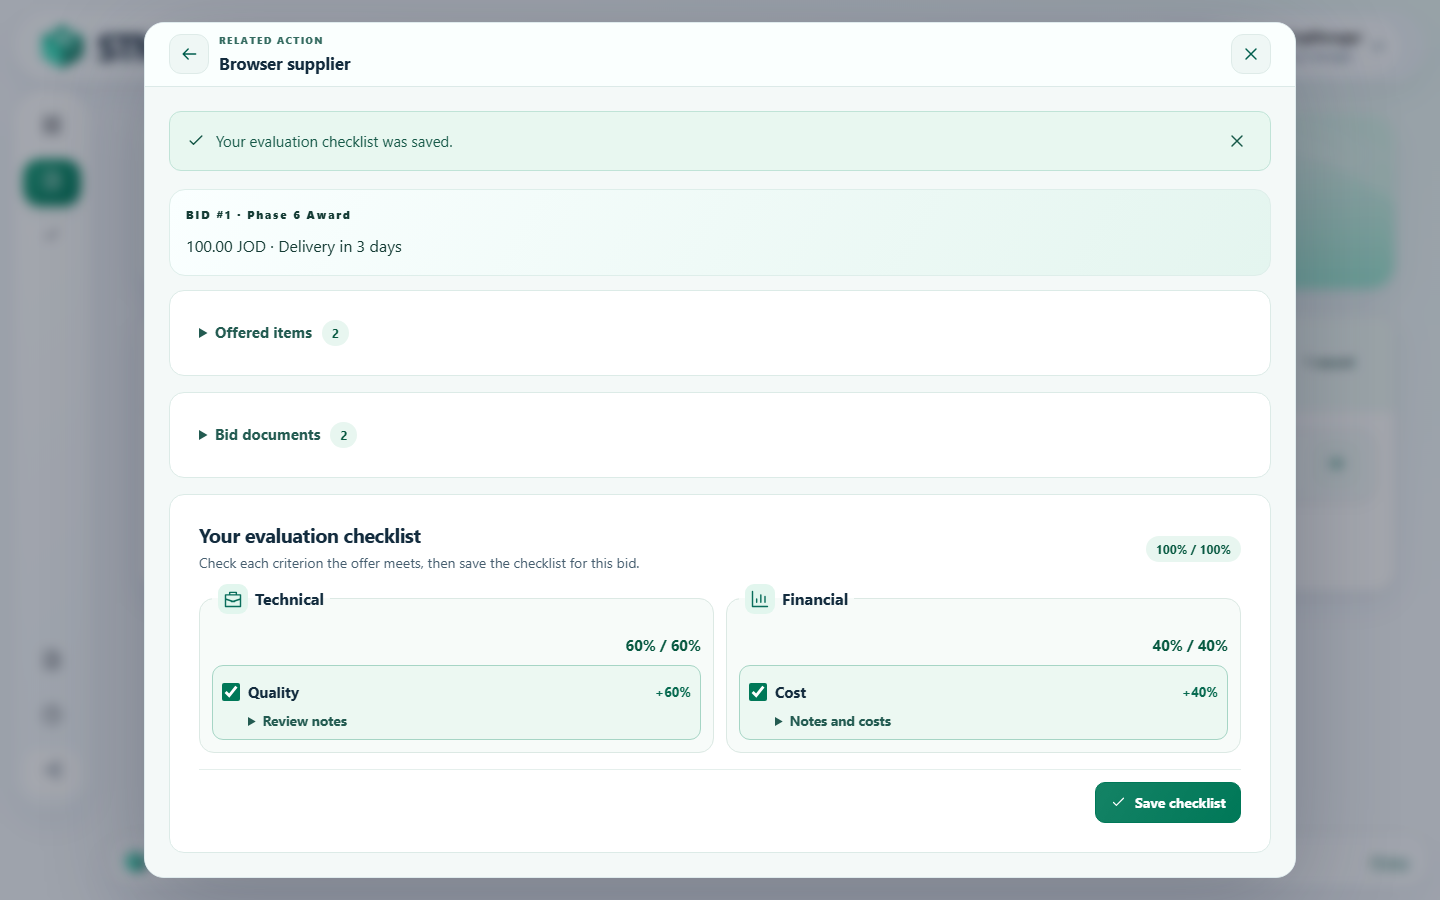 RELATED ACTION
Browser supplier
Your evaluation checklist was saved.
BID #1 · Phase 6 Award
100.00 JOD · Delivery in 3 days
Offered items 2
Bid documents 2
Your evaluation checklist
Check each criterion the offer meets, then save the checklist for this bid.
100% / 100%
Technical
60% / 60%
Quality +60%
Review notes
Financial
40% / 40%
Cost +40%
Notes and costs
Save checklist